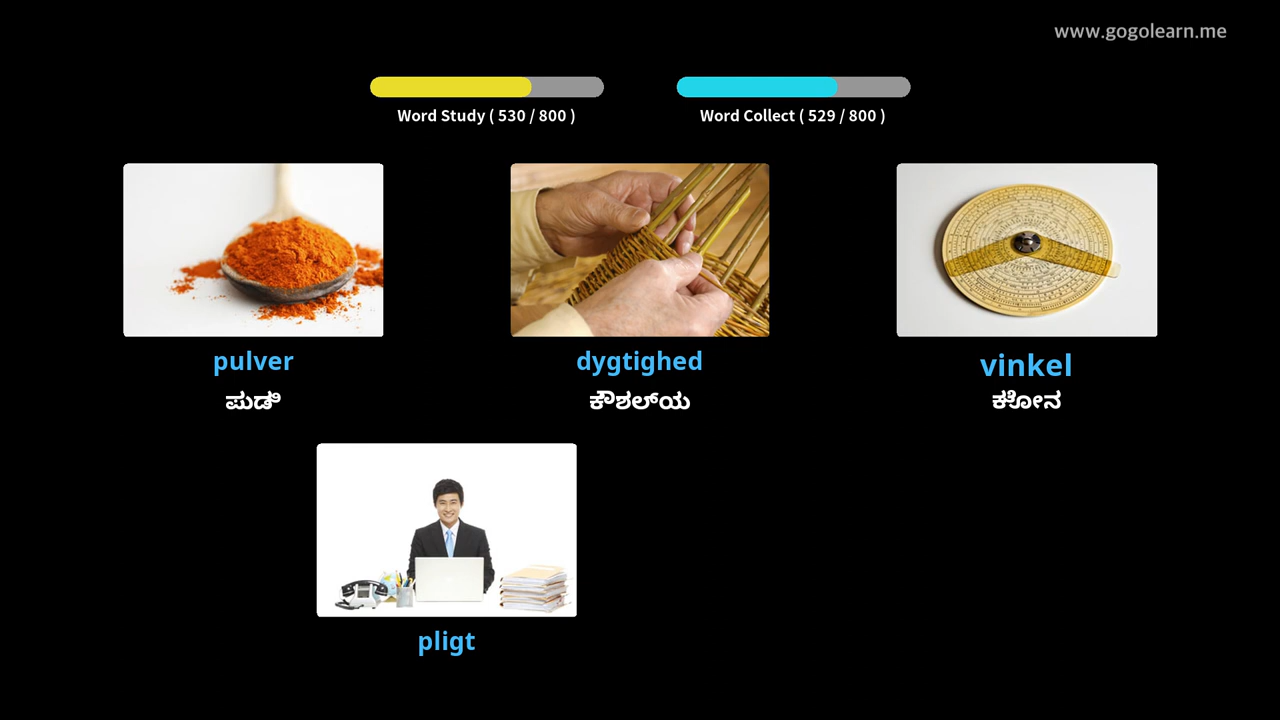 www.gogolearn.me
Word Study ( 530 / 800 )
Word Collect ( 529 / 800 )
pulver
dygtighed
vinkel
ಪುಡಿ
ಕೌಶಲ್ಯ
ಕೋನ
pligt